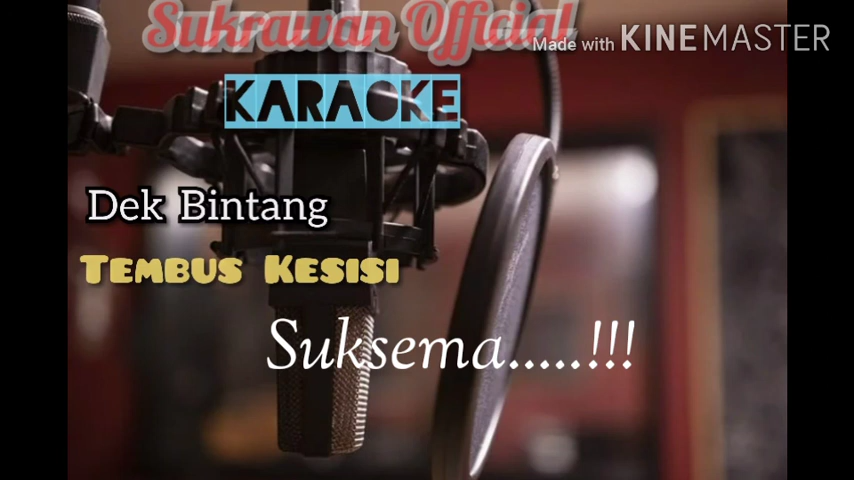 Sukrawan Official
Made with KINEMASTER
KARAOKE
Dek Bintang
TEMBUS KESISI
Suksema.....!!!